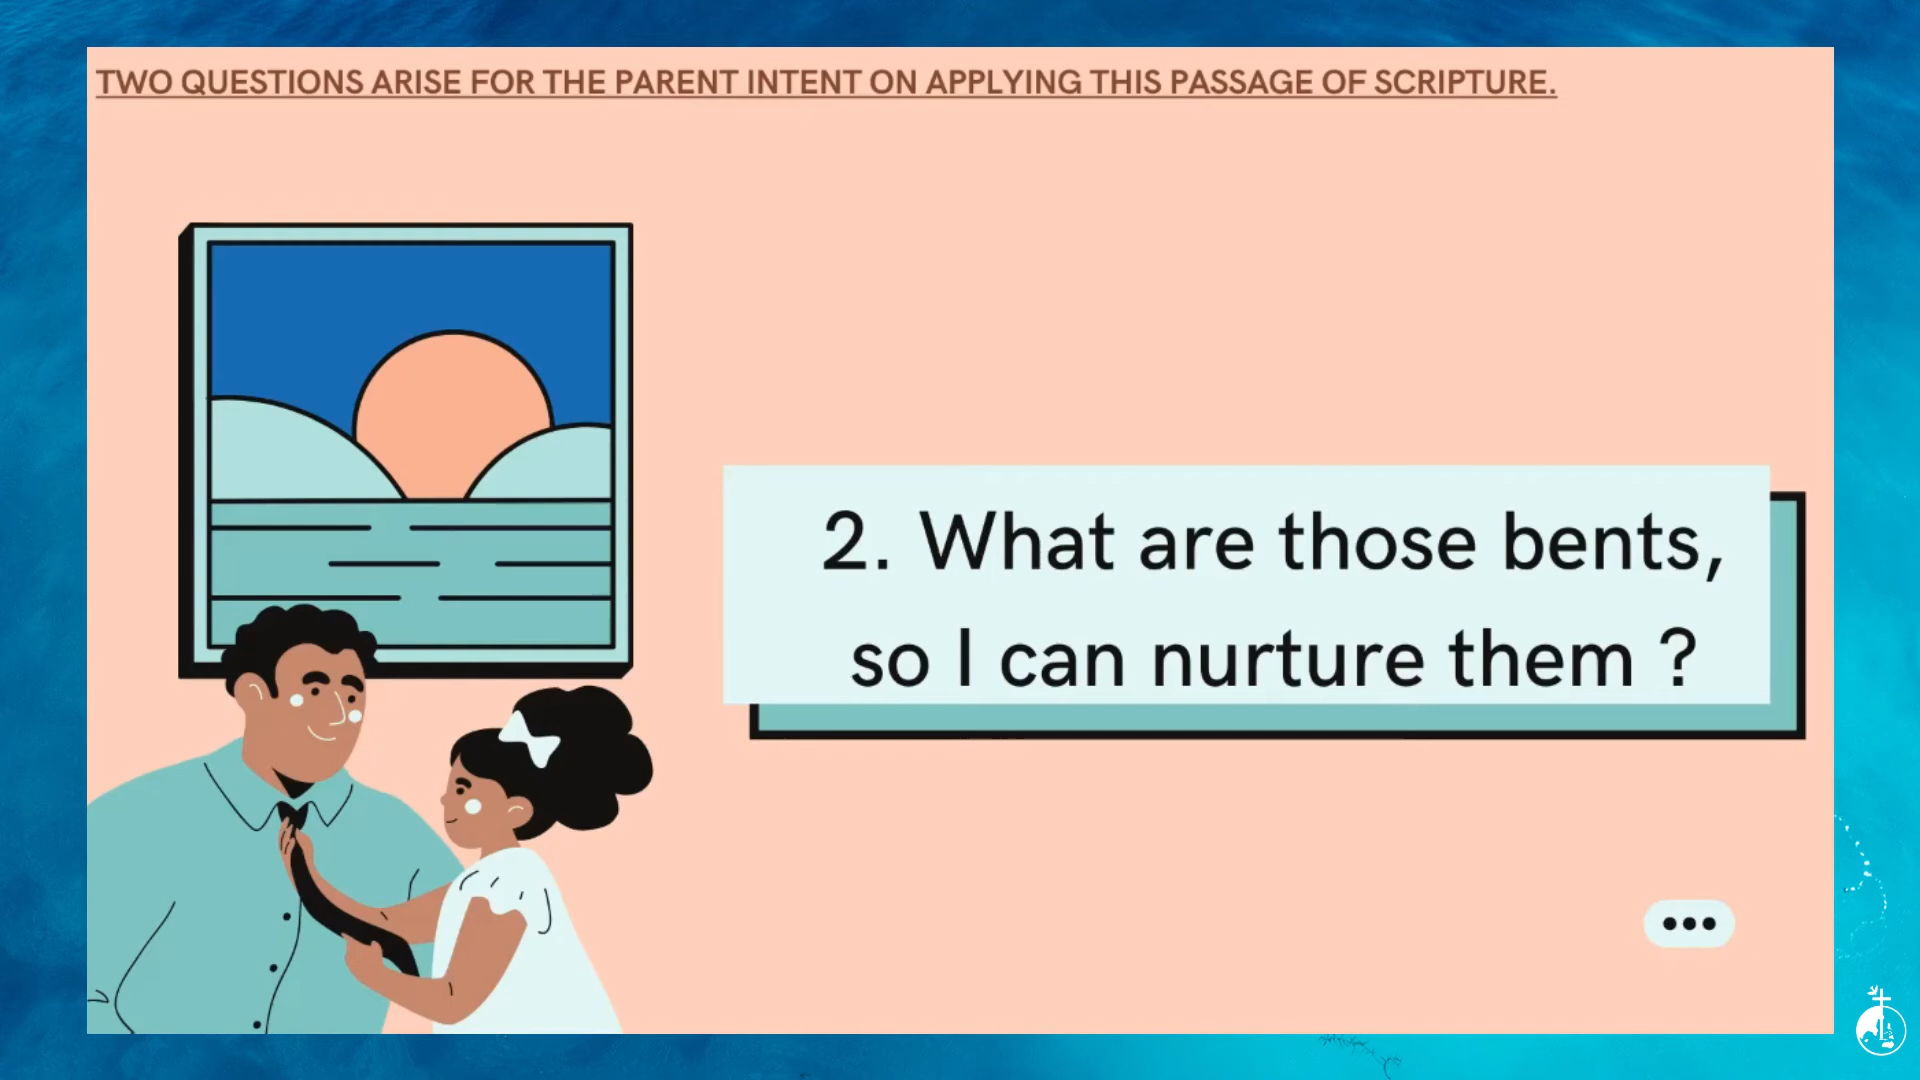 TWO QUESTIONS ARISE FOR THE PARENT INTENT ON APPLYING THIS PASSAGE OF SCRIPTURE.
2. What are those bents,
so I can nurture them ?